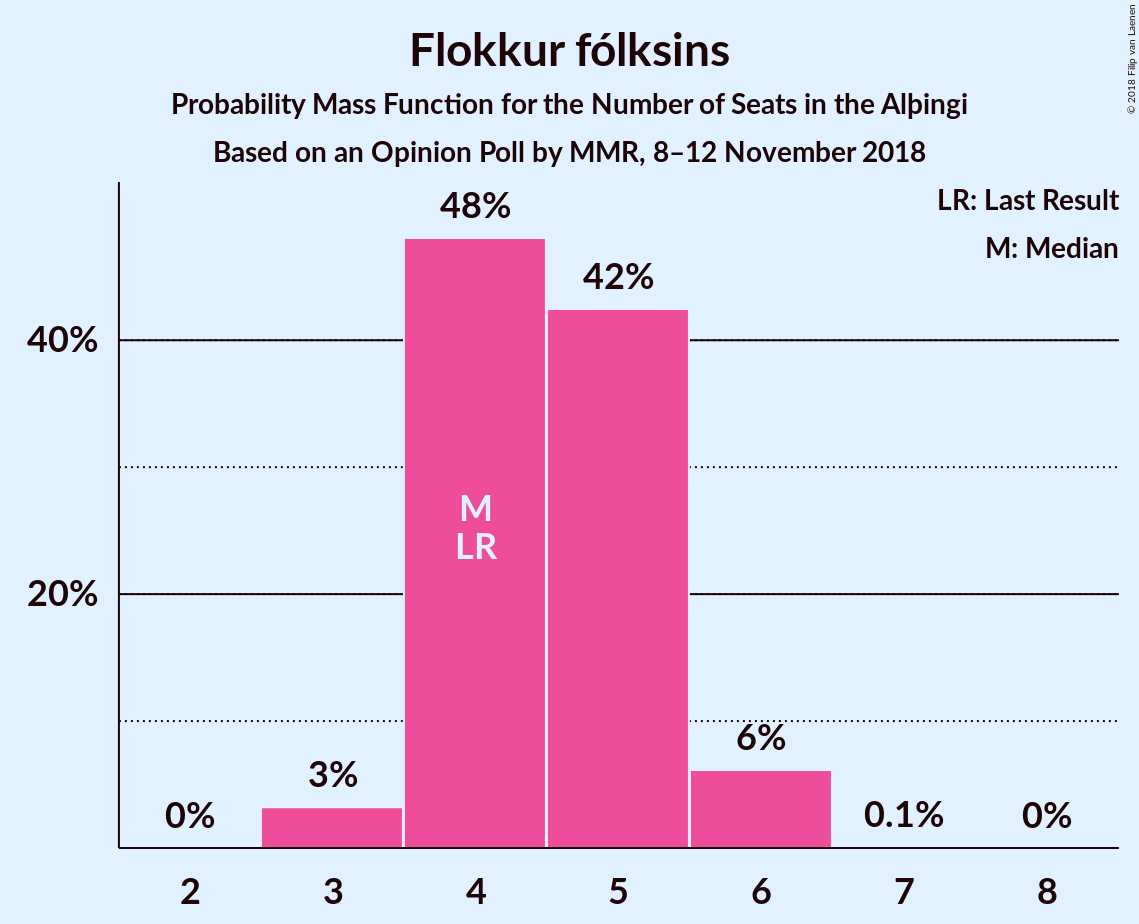 Flokkur fólksins
Probability Mass Function for the Number of Seats in the Alþingi
Based on an Opinion Poll by MMR, 8–12 November 2018
© 2018 Filip van Laenen
LR: Last Result
M: Median
48%
42%
40%
M
LR
20%
6%
3%
0%
0.1%
0%
2 3 4 5 6 7 8